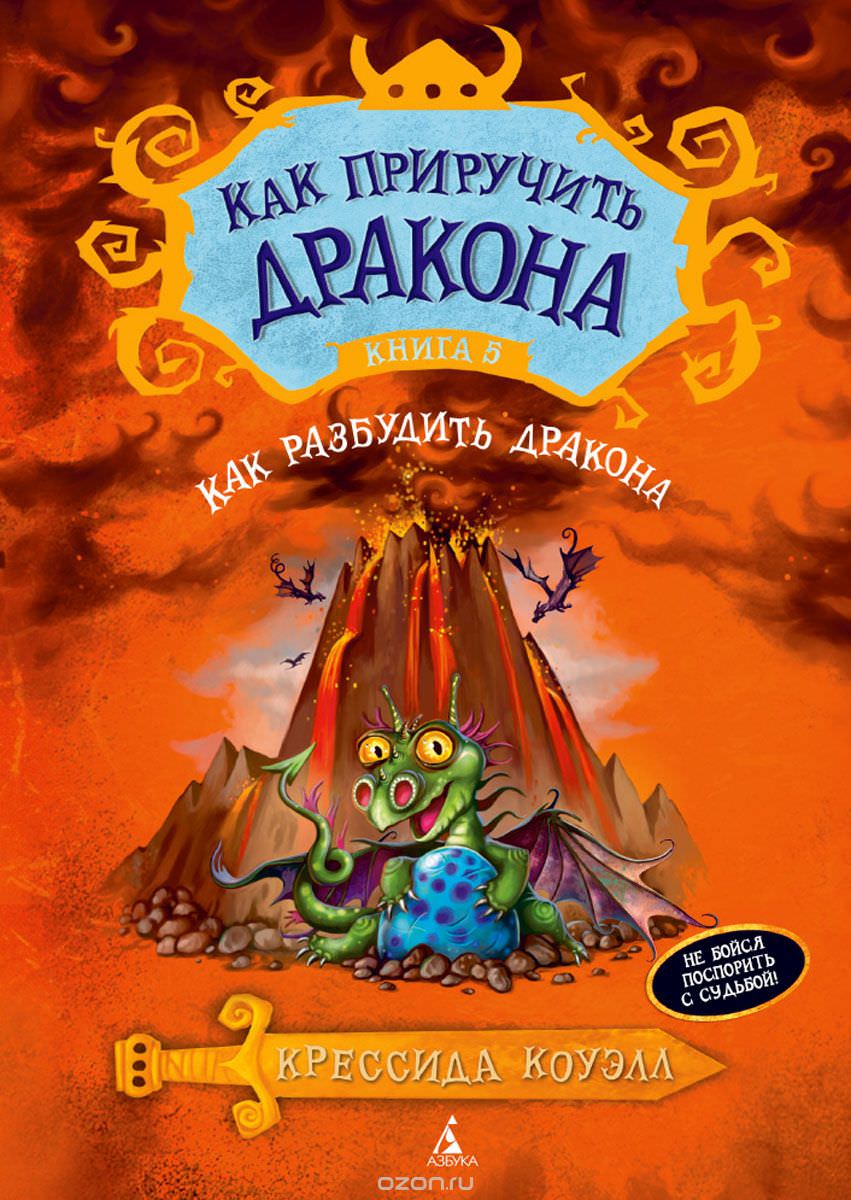 Как приручить
дракона
книга 5
Как разбудить дракона
Не бойся
поспорить
с судьбой!
Крессида Коуэлл
АЗБУКА
ozon.ru